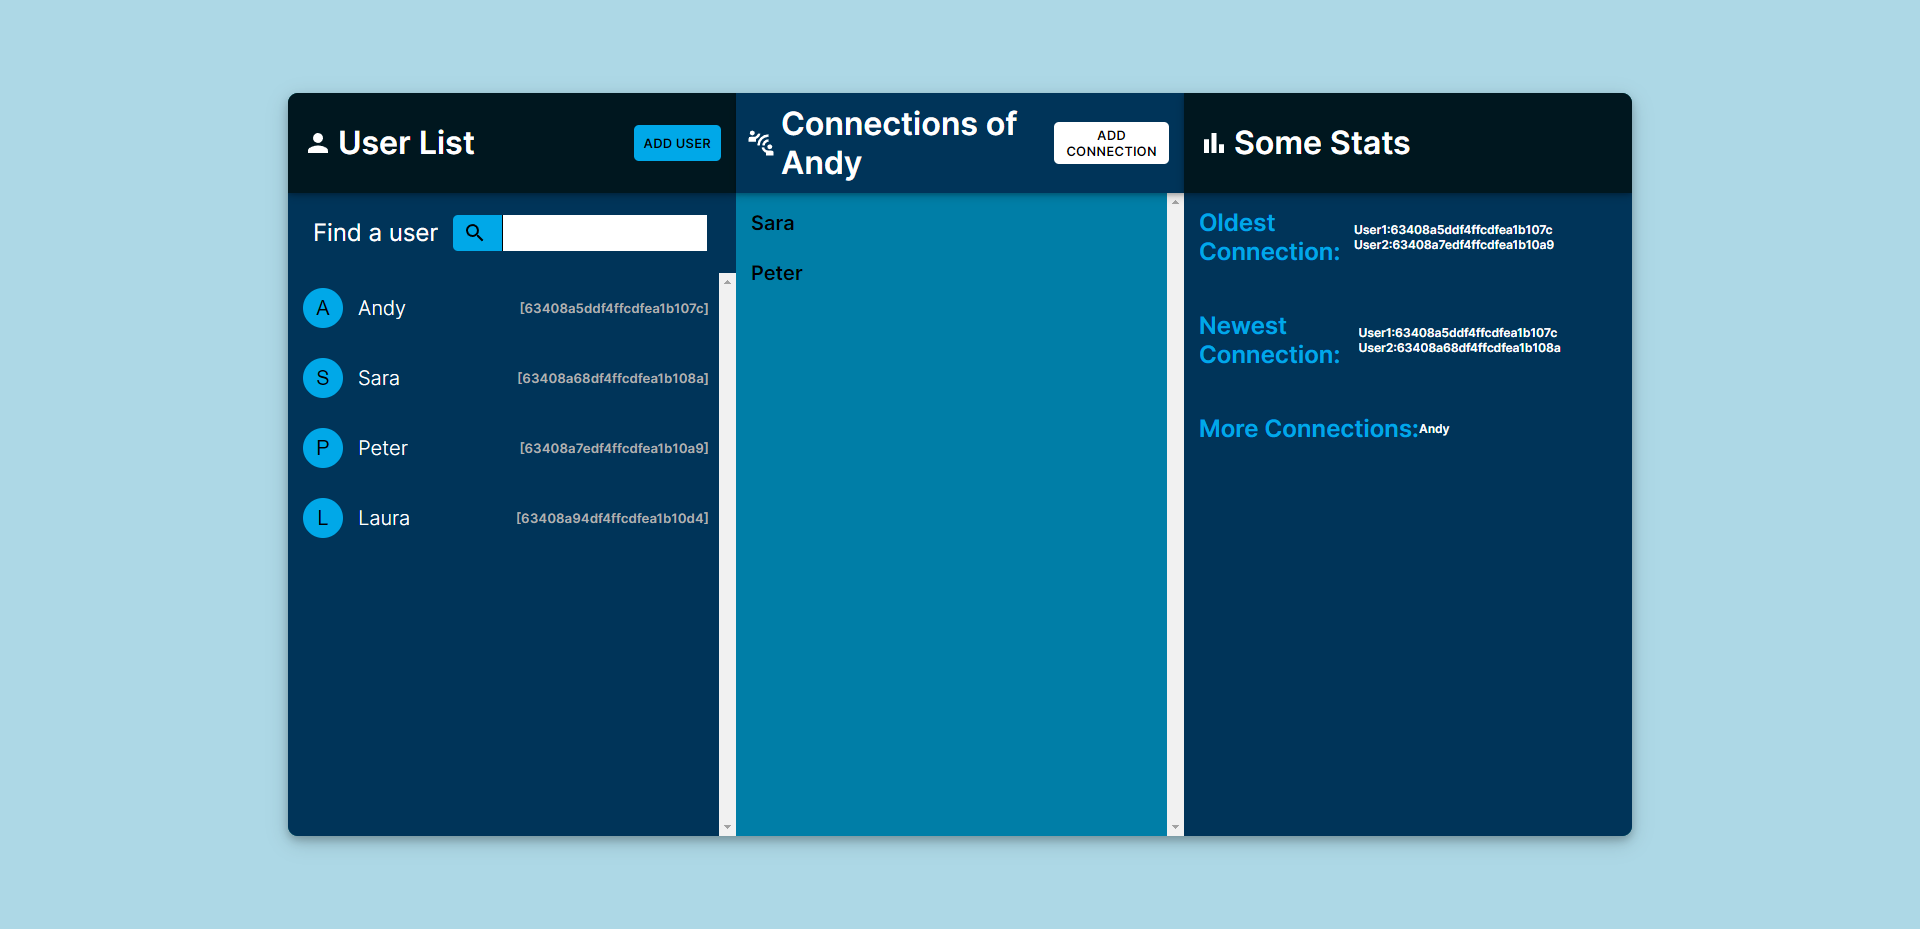 User List
ADD USER
Find a user
A
Andy
[63408a5ddf4ffcdfea1b107c]
S
Sara
[63408a68df4ffcdfea1b108a]
P
Peter
[63408a7edf4ffcdfea1b10a9]
L
Laura
[63408a94df4ffcdfea1b10d4]
Connections of
Andy
ADD
CONNECTION
Sara
Peter
Some Stats
Oldest
Connection:
User1:63408a5ddf4ffcdfea1b107c
User2:63408a7edf4ffcdfea1b10a9
Newest
Connection:
User1:63408a5ddf4ffcdfea1b107c
User2:63408a68df4ffcdfea1b108a
More Connections:Andy